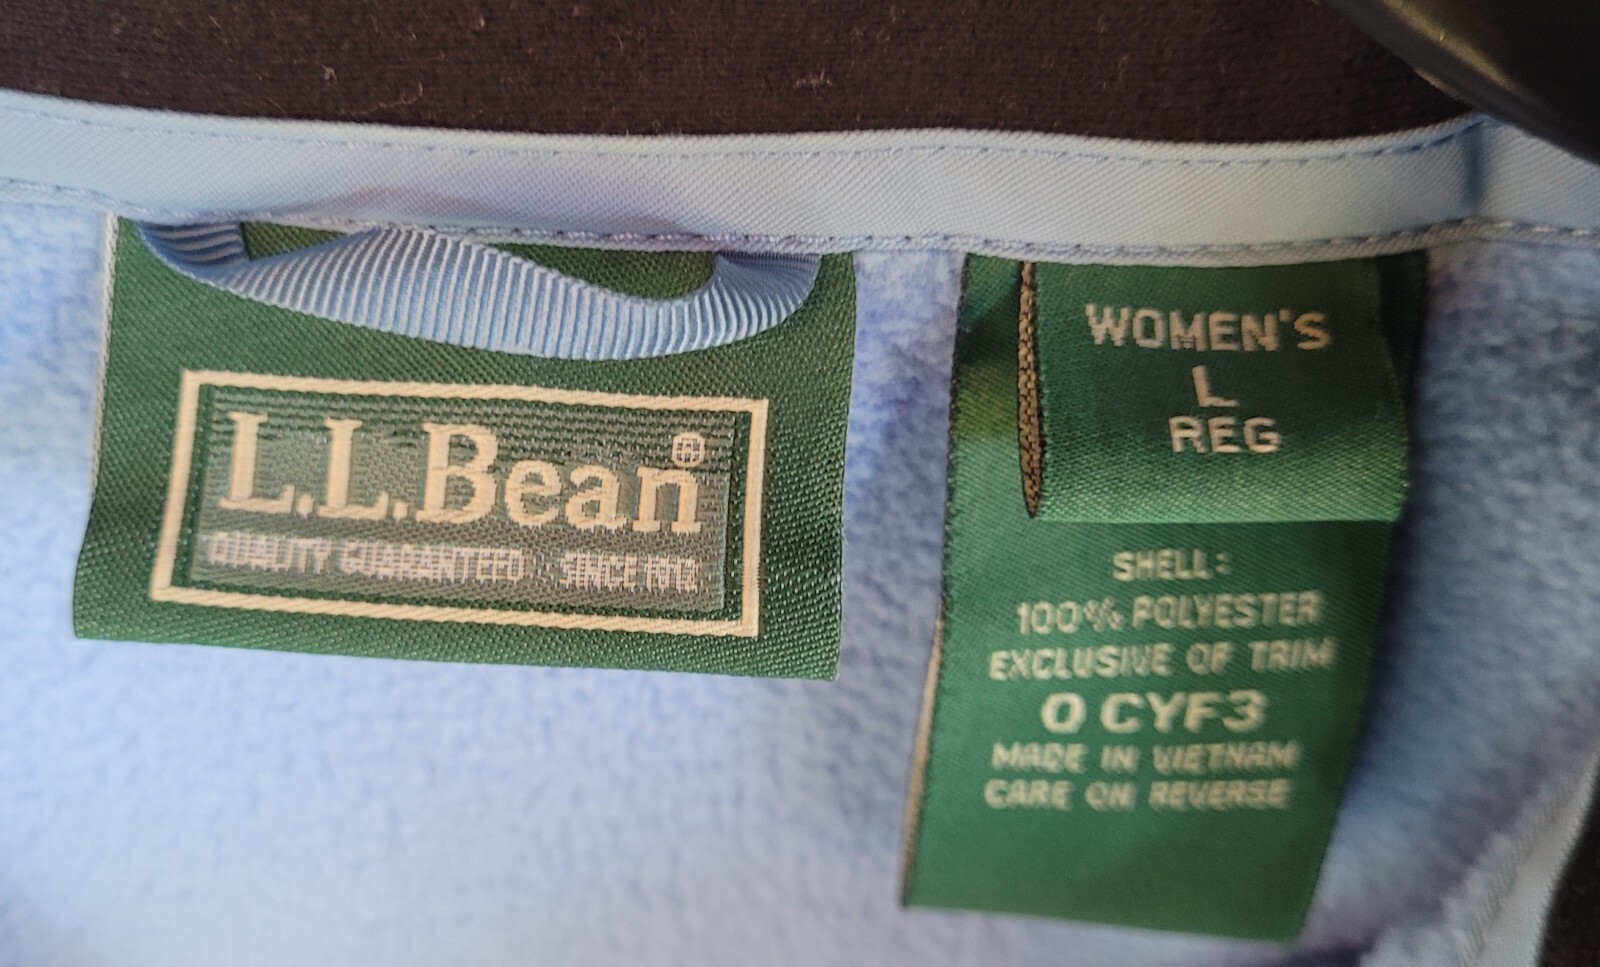 L.L.Bean®
QUALITY GUARANTEED SINCE 1912
WOMEN'S
L
REG
SHELL:
100% POLYESTER
EXCLUSIVE OF TRIM
0 CYF3
MADE IN VIETNAM
CARE ON REVERSE